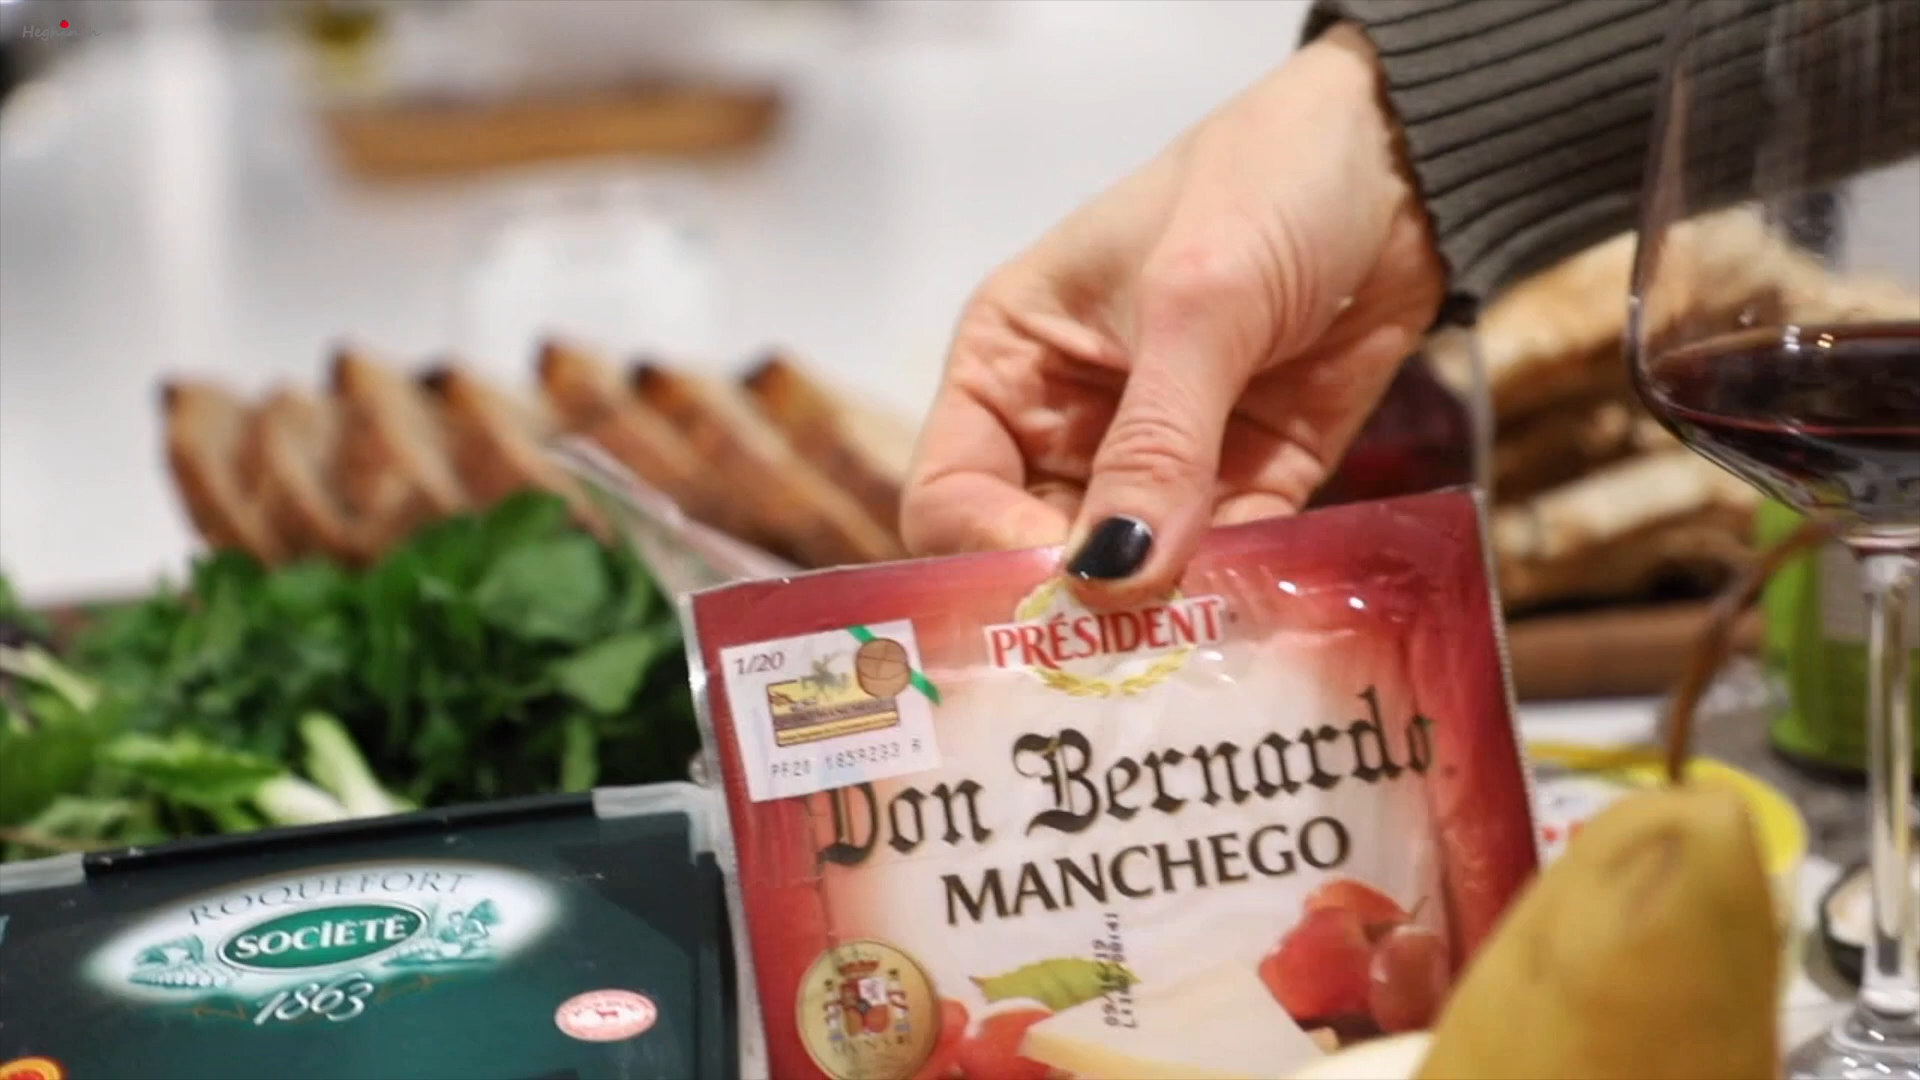 PRÉSIDENT
1/20
Don Bernardo
MANCHEGO
ROQUEFORT
SOCIÉTÉ
1863